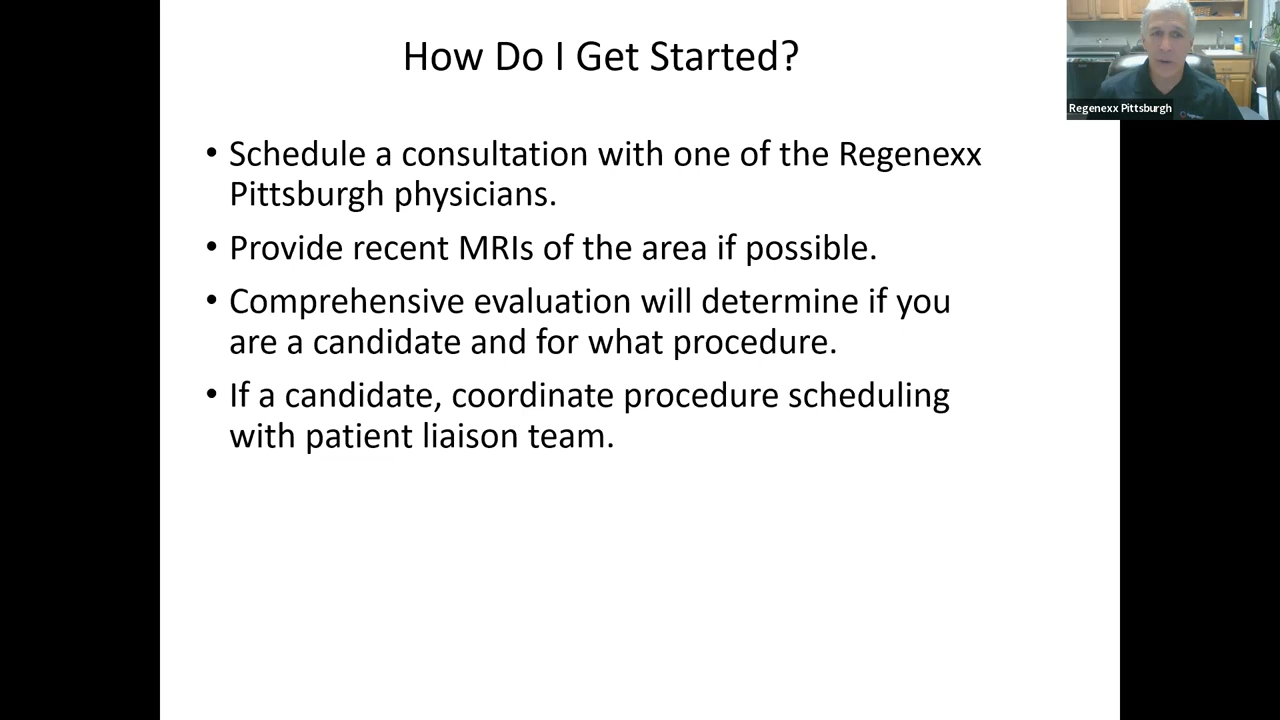 How Do I Get Started?
Regenexx Pittsburgh
• Schedule a consultation with one of the Regenexx
Pittsburgh physicians.
• Provide recent MRIs of the area if possible.
• Comprehensive evaluation will determine if you
are a candidate and for what procedure.
• If a candidate, coordinate procedure scheduling
with patient liaison team.